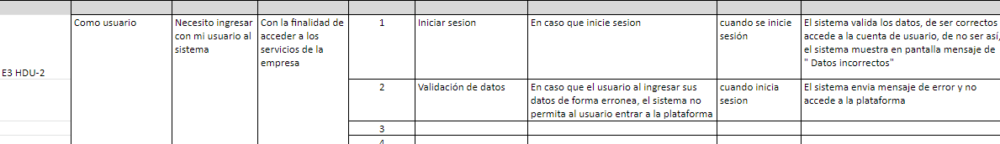 E3 HDU-2
Como usuario
Necesito ingresar
con mi usuario al
sistema
Con la finalidad de
acceder a los
servicios de la
empresa
1
Iniciar sesion
En caso que inicie sesion
cuando se inicie
sesión
El sistema valida los datos, de ser correctos
accede a la cuenta de usuario, de no ser así,
el sistema muestra en pantalla mensaje de
" Datos incorrectos"
2
Validación de datos
En caso que el usuario al ingresar sus
datos de forma erronea, el sistema no
permita al usuario entrar a la plataforma
cuando inicia
sesion
El sistema envia mensaje de error y no
accede a la plataforma
3
4